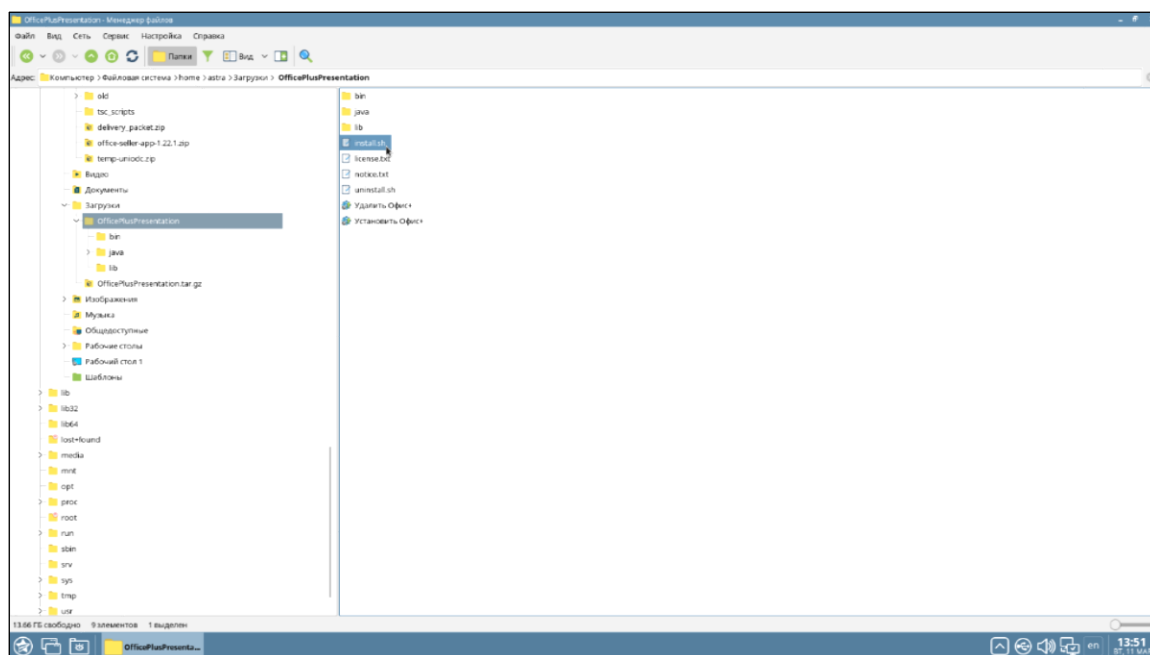 OfficePlusPresentation - Менеджер файлов
Файл Вид Сеть Сервис Настройка Справка
Папки Вид
Адрес: Компьютер > Файловая система > home > astra > Загрузки > OfficePlusPresentation
old
tsc_scripts
delivery_packet.zip
office-seller-app-1.22.1.zip
temp-uniodc.zip
Видео
Документы
Загрузки
OfficePlusPresentation
bin
java
lib
OfficePlusPresentation.tar.gz
Изображения
Музыка
Общедоступные
Рабочие столы
Рабочий стол 1
Шаблоны
lib
lib32
lib64
lost+found
media
mnt
opt
proc
root
run
sbin
srv
sys
tmp
usr
bin
java
lib
install.sh
license.txt
notice.txt
uninstall.sh
Удалить Офис+
Установить Офис+
13.66 ГБ свободно 9 элементов 1 выделен
OfficePlusPresenta...
en
13:51
ВТ, 11 МАР